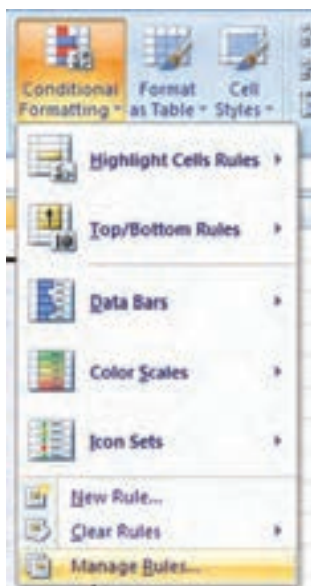 Conditional Format Cell
Formatting as Table Styles
Highlight Cells Rules
Top/Bottom Rules
Data Bars
Color Scales
Icon Sets
New Rule...
Clear Rules
Manage Rules...